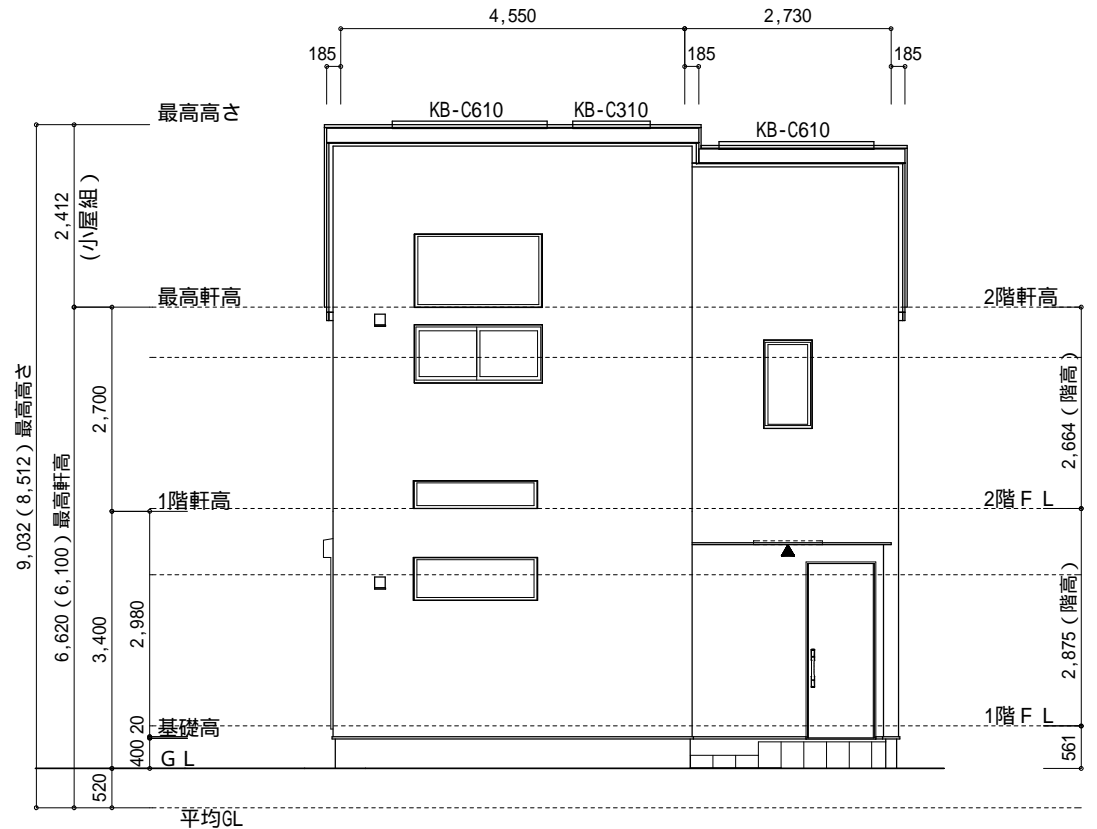 4,550
2,730
185
185
185
最高高さ
KB-C610
KB-C310
KB-C610
2,412
(小屋組)
最高軒高
2階軒高
2,700
2,664(階高)
9,032(8,512)最高高さ
6,620(6,100)最高軒高
1階軒高
2階ＦＬ
3,400
2,980
2,875(階高)
20
基礎高
1階ＦＬ
400
ＧＬ
561
520
平均GL